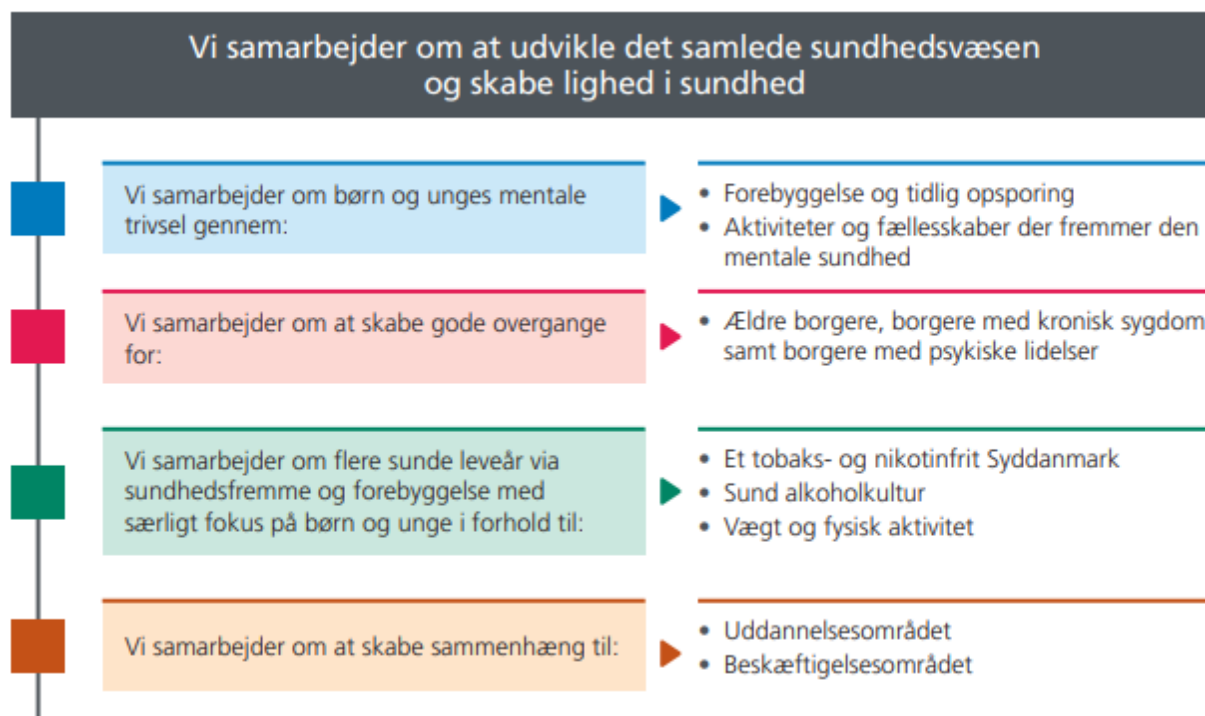 Vi samarbejder om at udvikle det samlede sundhedsvæsen
og skabe lighed i sundhed
Vi samarbejder om børn og unges mentale
trivsel gennem:
• Forebyggelse og tidlig opsporing
• Aktiviteter og fællesskaber der fremmer den
mentale sundhed
Vi samarbejder om at skabe gode overgange
for:
• Ældre borgere, borgere med kronisk sygdom
samt borgere med psykiske lidelser
Vi samarbejder om flere sunde leveår via
sundhedsfremme og forebyggelse med
særligt fokus på børn og unge i forhold til:
• Et tobaks- og nikotinfrit Syddanmark
• Sund alkoholkultur
• Vægt og fysisk aktivitet
Vi samarbejder om at skabe sammenhæng til:
• Uddannelsesområdet
• Beskæftigelsesområdet